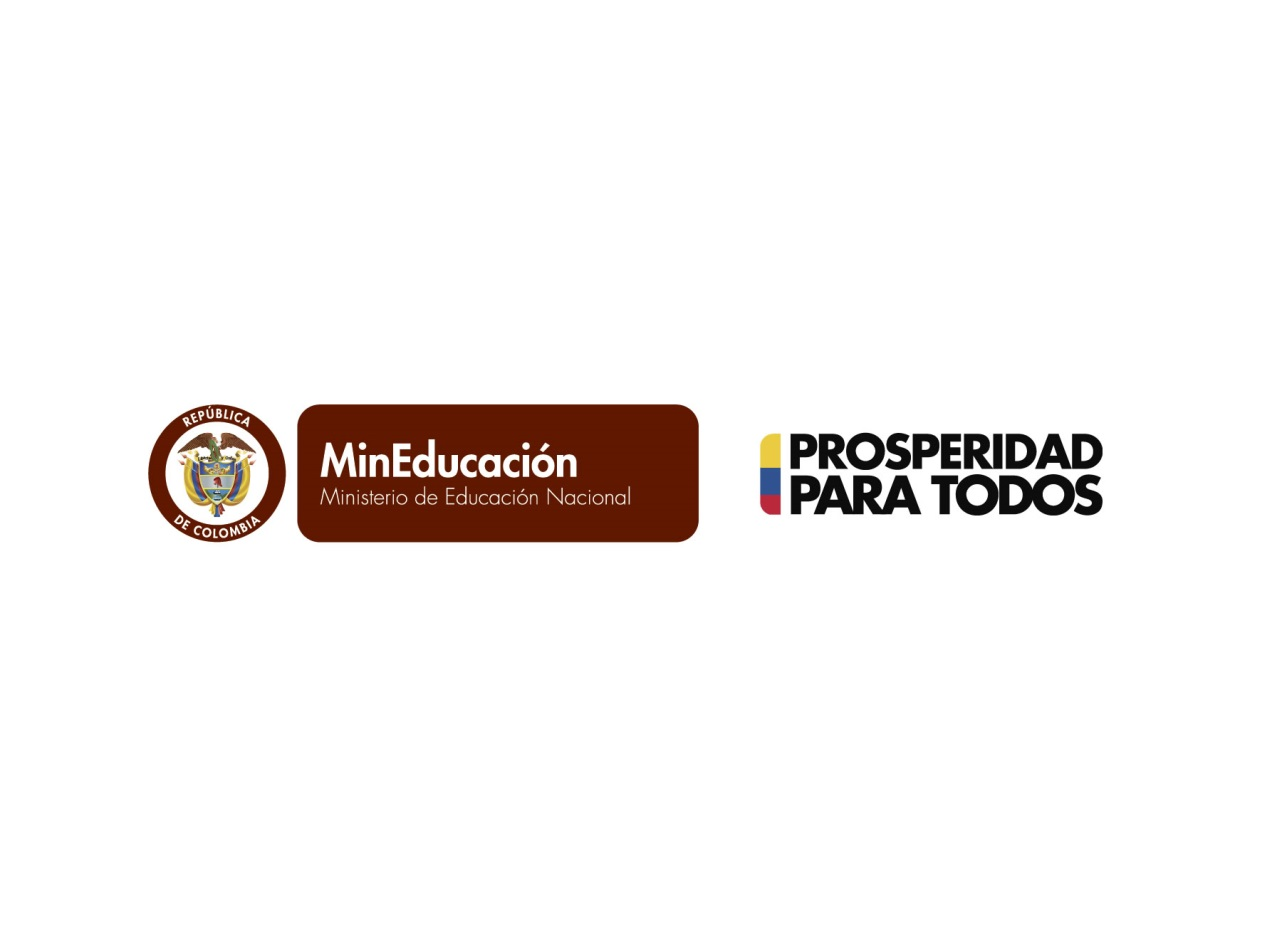 REPÚBLICA
DE COLOMBIA
MinEducación
Ministerio de Educación Nacional
PROSPERIDAD
PARA TODOS